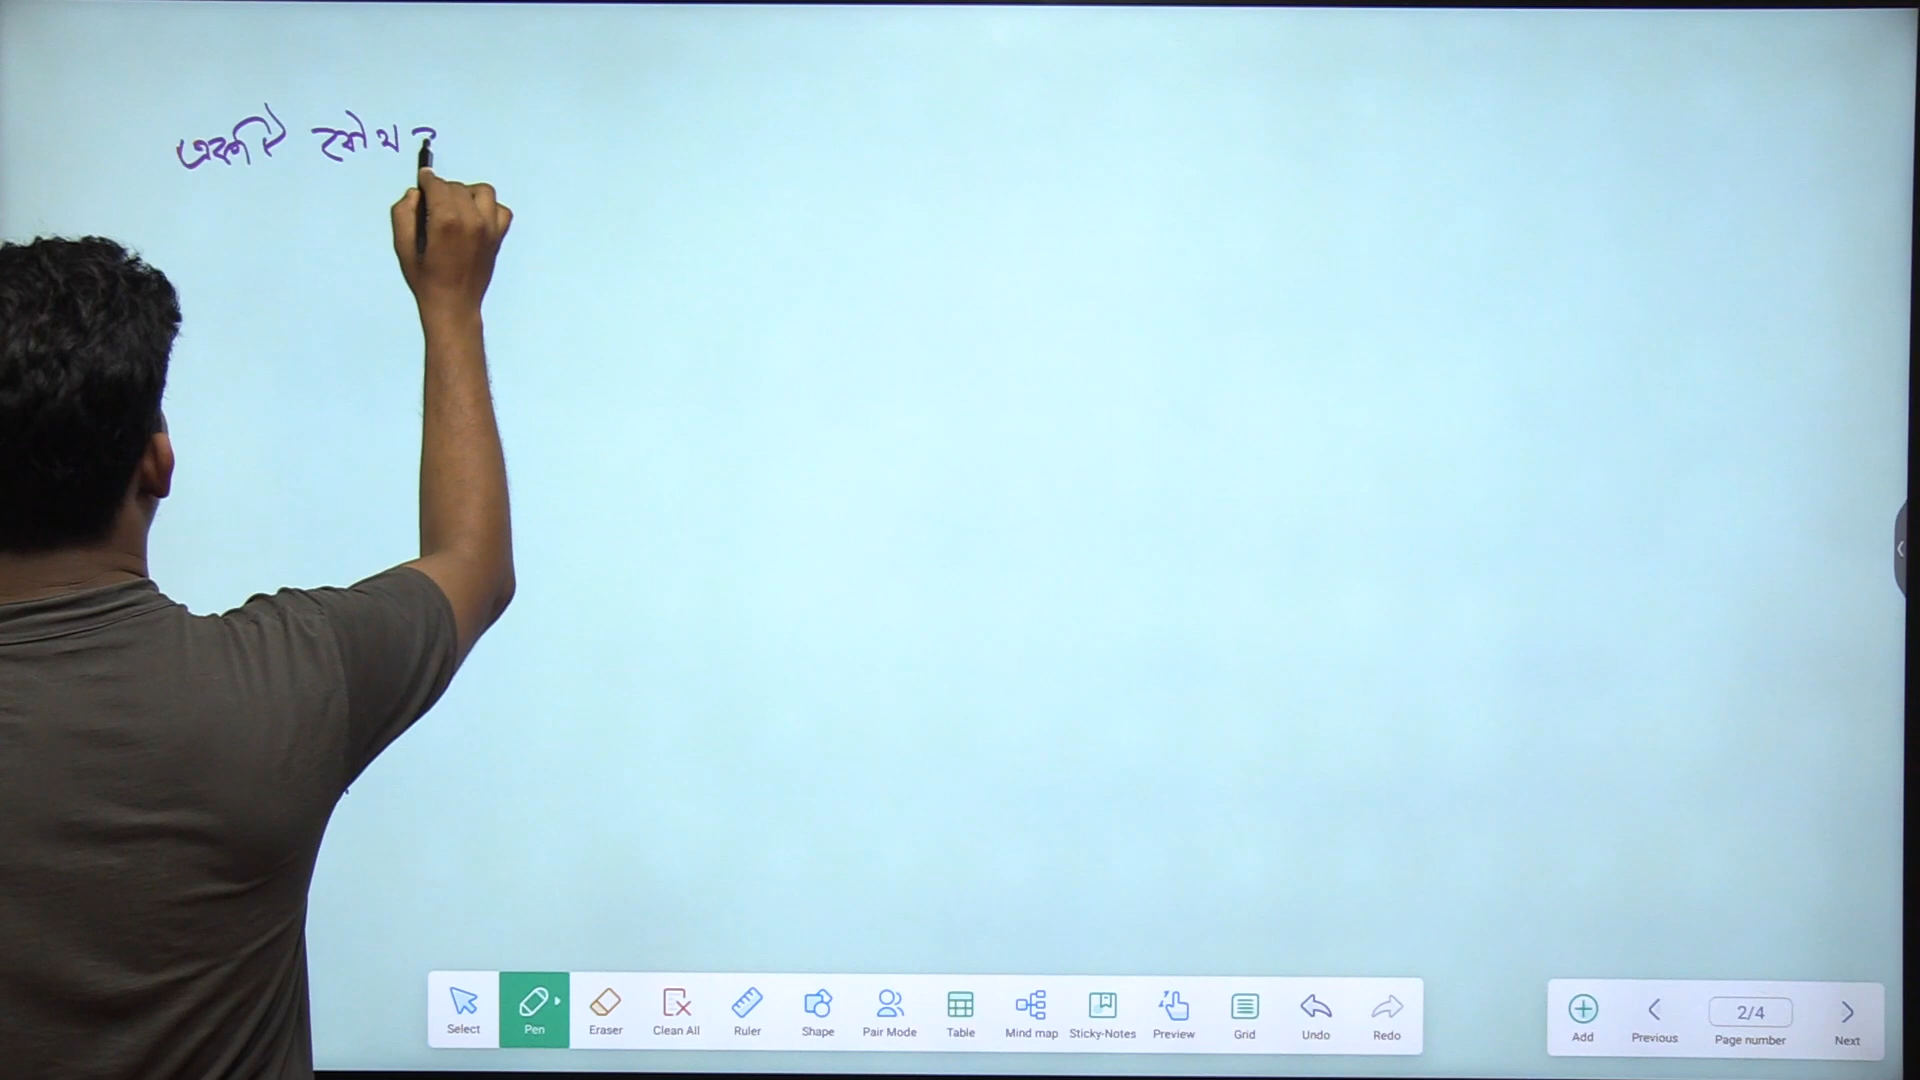 একটি
Select
Pen
Eraser
Clean All
Ruler
Shape
Pair Mode
Table
Mind map
Sticky-Notes
Preview
Grid
Undo
Redo
Add
Previous
2/4
Page number
Next